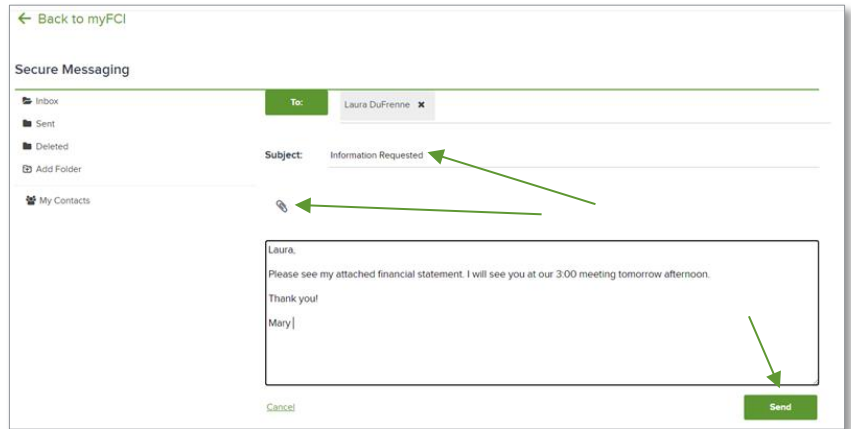 ← Back to myFCI
Secure Messaging
Inbox
Sent
Deleted
Add Folder
My Contacts
To: Laura DuFrenne ✖
Subject: Information Requested
Laura,
Please see my attached financial statement. I will see you at our 3:00 meeting tomorrow afternoon.
Thank you!
Mary
Cancel
Send